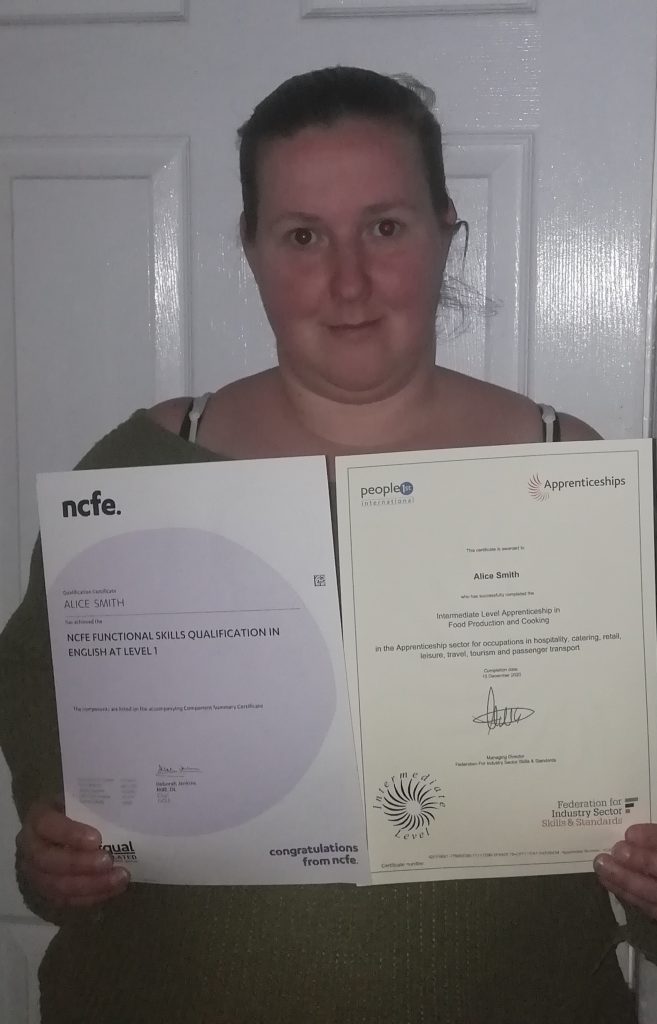 ncfe.
Qualification Certificate
ALICE SMITH
has achieved the
NCFE FUNCTIONAL SKILLS QUALIFICATION IN
ENGLISH AT LEVEL 1
The components are listed on the accompanying Component Summary Certificate
Deborah Jenkins
congratulations
from ncfe.
people 1st
international
Apprenticeships
This certificate is awarded to
Alice Smith
who has successfully completed the
Intermediate Level Apprenticeship in
Food Production and Cooking
in the Apprenticeship sector for occupations in hospitality, catering, retail,
leisure, travel, tourism and passenger transport
Completion date
Managing Director
Federation For Industry Sector Skills & Standards
Intermediate
Level
Federation for
Industry Sector
Skills & Standards
Certificate number